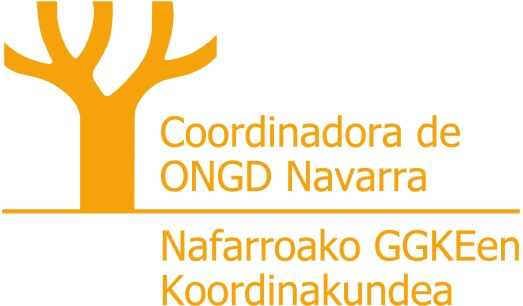 Coordinadora de
ONGD Navarra
Nafarroako GGKEen
Koordinakundea